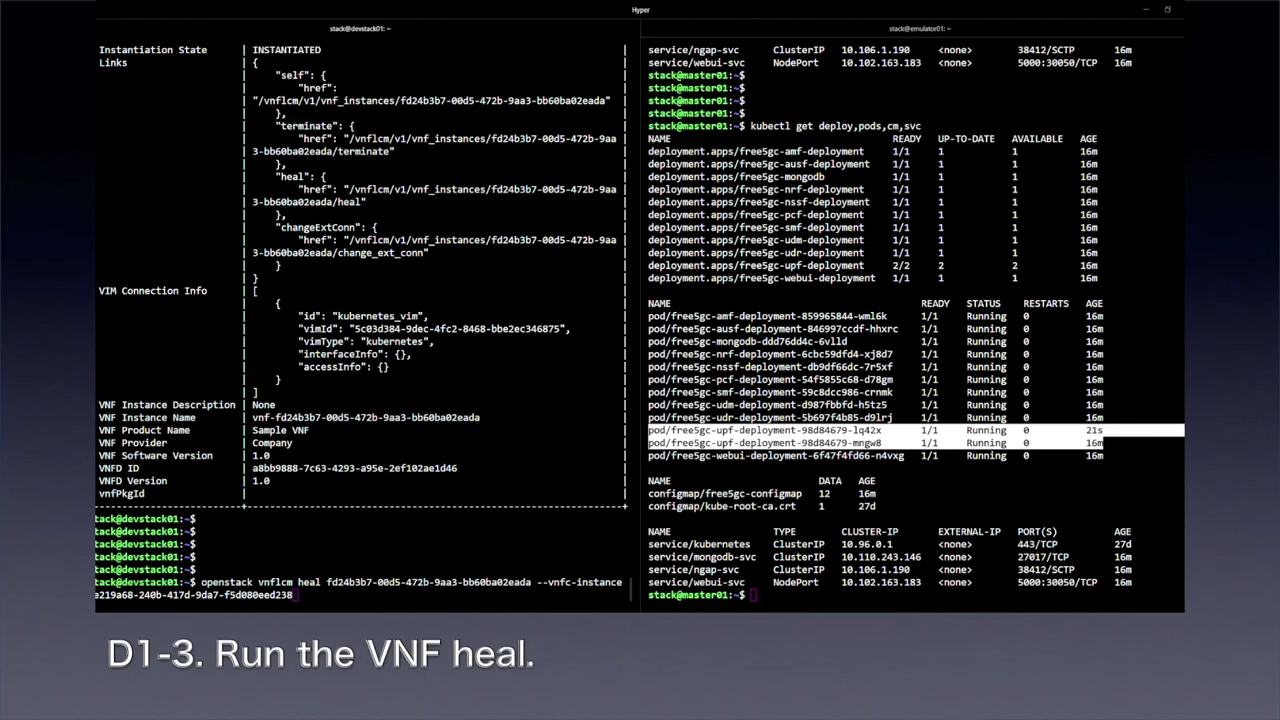 Hyper
stack@devstack01: ~
stack@emulator01: ~
Instantiation State | INSTANTIATED |
Links | { |
| "self": { |
| "href": |
"/vnflcm/v1/vnf_instances/fd24b3b7-00d5-472b-9aa3-bb60ba02eada" |
| }, |
| "terminate": { |
| "href": "/vnflcm/v1/vnf_instances/fd24b3b7-00d5-472b-9aa |
3-bb60ba02eada/terminate" |
| }, |
| "heal": { |
| "href": "/vnflcm/v1/vnf_instances/fd24b3b7-00d5-472b-9aa |
3-bb60ba02eada/heal" |
| }, |
| "changeExtConn": { |
| "href": "/vnflcm/v1/vnf_instances/fd24b3b7-00d5-472b-9aa |
3-bb60ba02eada/change_ext_conn" |
| } |
| } |
VIM Connection Info | [ |
| { |
| "id": "kubernetes_vim", |
| "vimId": "5c03d384-9dec-4fc2-8468-bbe2ec346875", |
| "vimType": "kubernetes", |
| "interfaceInfo": {}, |
| "accessInfo": {} |
| } |
| ] |
VNF Instance Description | None |
VNF Instance Name | vnf-fd24b3b7-00d5-472b-9aa3-bb60ba02eada |
VNF Product Name | Sample VNF |
VNF Provider | Company |
VNF Software Version | 1.0 |
VNFD ID | a8bb9888-7c63-4293-a95e-2ef102ae1d46 |
VNFD Version | 1.0 |
vnfPkgId | |
tack@devstack01:~$
tack@devstack01:~$
tack@devstack01:~$
tack@devstack01:~$
tack@devstack01:~$
tack@devstack01:~$ openstack vnflcm heal fd24b3b7-00d5-472b-9aa3-bb60ba02eada --vnfc-instance
e219a68-240b-417d-9da7-f5d080eed238
service/ngap-svc ClusterIP 10.106.1.190 <none> 38412/SCTP 16m
service/webui-svc NodePort 10.102.163.183 <none> 5000:30050/TCP 16m
stack@master01:~$
stack@master01:~$
stack@master01:~$
stack@master01:~$
stack@master01:~$ kubectl get deploy,pods,cm,svc
NAME READY UP-TO-DATE AVAILABLE AGE
deployment.apps/free5gc-amf-deployment 1/1 1 1 16m
deployment.apps/free5gc-ausf-deployment 1/1 1 1 16m
deployment.apps/free5gc-mongodb 1/1 1 1 16m
deployment.apps/free5gc-nrf-deployment 1/1 1 1 16m
deployment.apps/free5gc-nssf-deployment 1/1 1 1 16m
deployment.apps/free5gc-pcf-deployment 1/1 1 1 16m
deployment.apps/free5gc-smf-deployment 1/1 1 1 16m
deployment.apps/free5gc-udm-deployment 1/1 1 1 16m
deployment.apps/free5gc-udr-deployment 1/1 1 1 16m
deployment.apps/free5gc-upf-deployment 2/2 2 2 16m
deployment.apps/free5gc-webui-deployment 1/1 1 1 16m
NAME READY STATUS RESTARTS AGE
pod/free5gc-amf-deployment-859965844-wml6k 1/1 Running 0 16m
pod/free5gc-ausf-deployment-846997ccdf-hhxrc 1/1 Running 0 16m
pod/free5gc-mongodb-ddd76dd4c-6vlld 1/1 Running 0 16m
pod/free5gc-nrf-deployment-6cbc59dfd4-xj8d7 1/1 Running 0 16m
pod/free5gc-nssf-deployment-db9df66dc-7r5xf 1/1 Running 0 16m
pod/free5gc-pcf-deployment-54f5855c68-d78gm 1/1 Running 0 16m
pod/free5gc-smf-deployment-59c8dcc986-crnmk 1/1 Running 0 16m
pod/free5gc-udm-deployment-d987fbbfd-h5tz5 1/1 Running 0 16m
pod/free5gc-udr-deployment-5b697f4b85-d9lrj 1/1 Running 0 16m
pod/free5gc-upf-deployment-98d84679-lq42x 1/1 Running 0 21s
pod/free5gc-upf-deployment-98d84679-mngw8 1/1 Running 0 16m
pod/free5gc-webui-deployment-6f47f4fd66-n4vxg 1/1 Running 0 16m
NAME DATA AGE
configmap/free5gc-configmap 12 16m
configmap/kube-root-ca.crt 1 27d
NAME TYPE CLUSTER-IP EXTERNAL-IP PORT(S) AGE
service/kubernetes ClusterIP 10.96.0.1 <none> 443/TCP 27d
service/mongodb-svc ClusterIP 10.110.243.146 <none> 27017/TCP 16m
service/ngap-svc ClusterIP 10.106.1.190 <none> 38412/SCTP 16m
service/webui-svc NodePort 10.102.163.183 <none> 5000:30050/TCP 16m
stack@master01:~$
D1-3. Run the VNF heal.